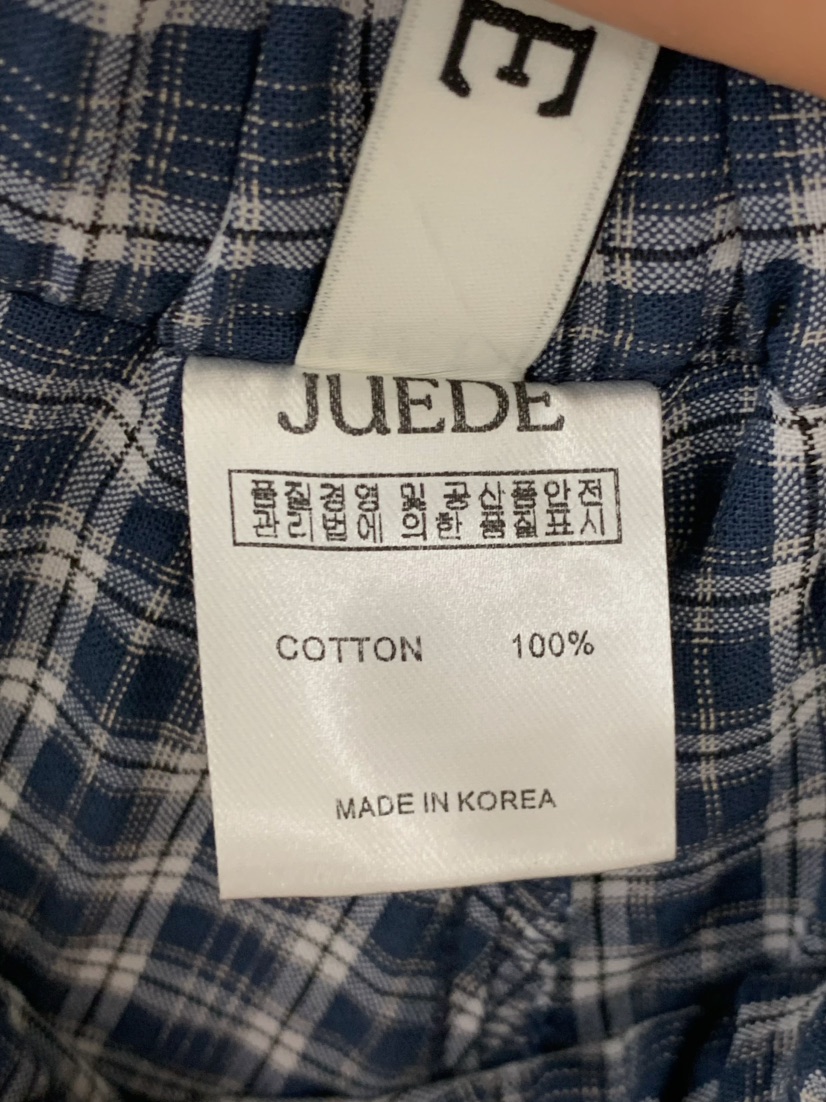 E
JUEDE
품질경영 및 공산품안전
관리법에 의한 품질표시
COTTON 100%
MADE IN KOREA